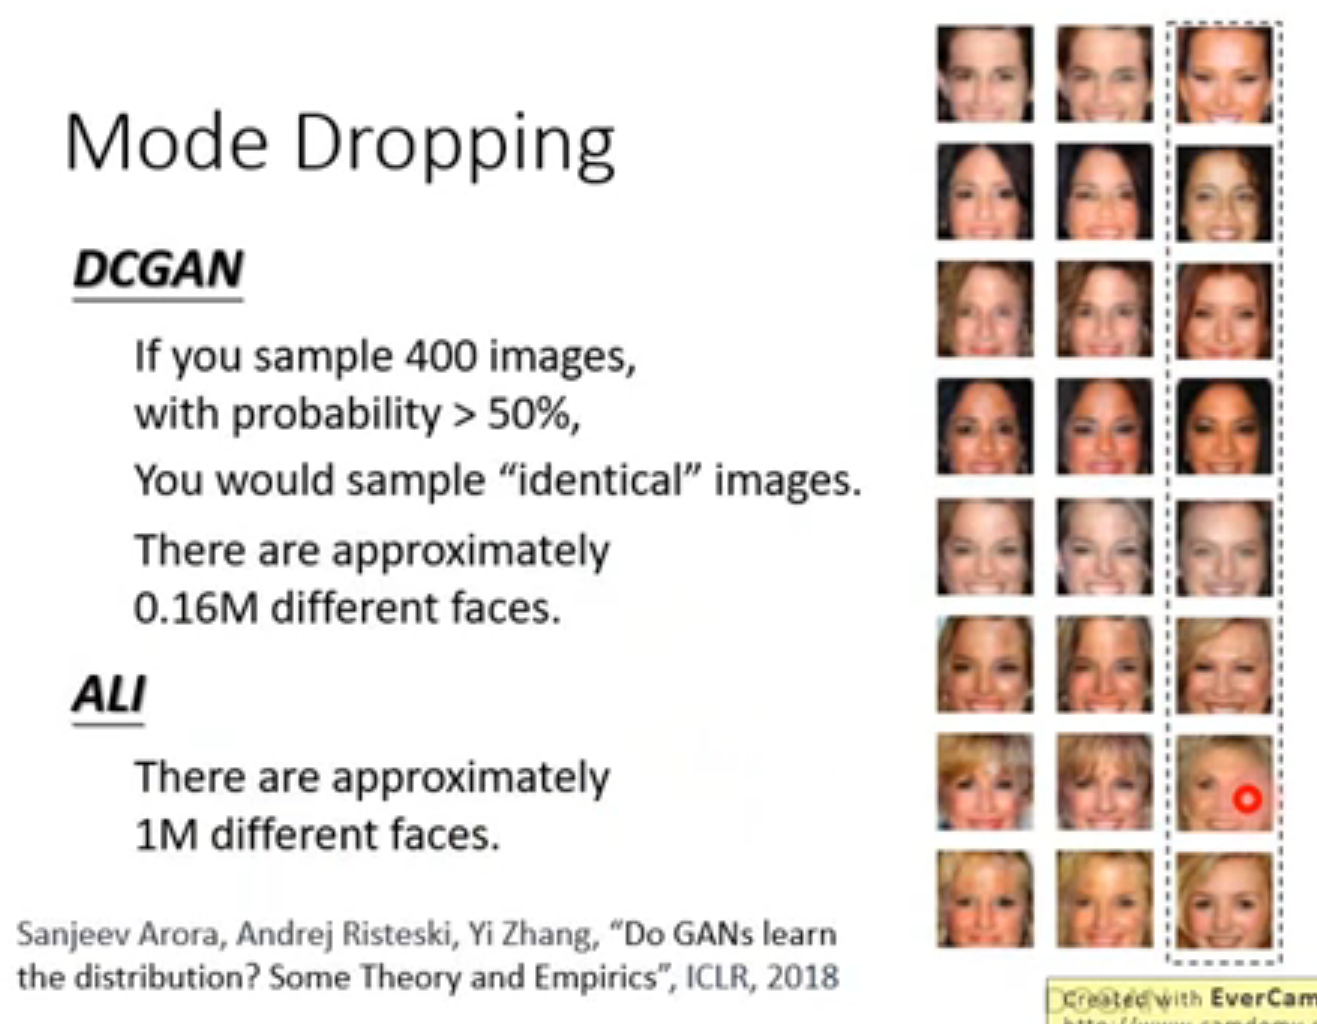 Mode Dropping
DCGAN
If you sample 400 images,
with probability > 50%,
You would sample “identical” images.
There are approximately
0.16M different faces.
ALI
There are approximately
1M different faces.
Sanjeev Arora, Andrej Risteski, Yi Zhang, “Do GANs learn
the distribution? Some Theory and Empirics”, ICLR, 2018
Created with EverCam